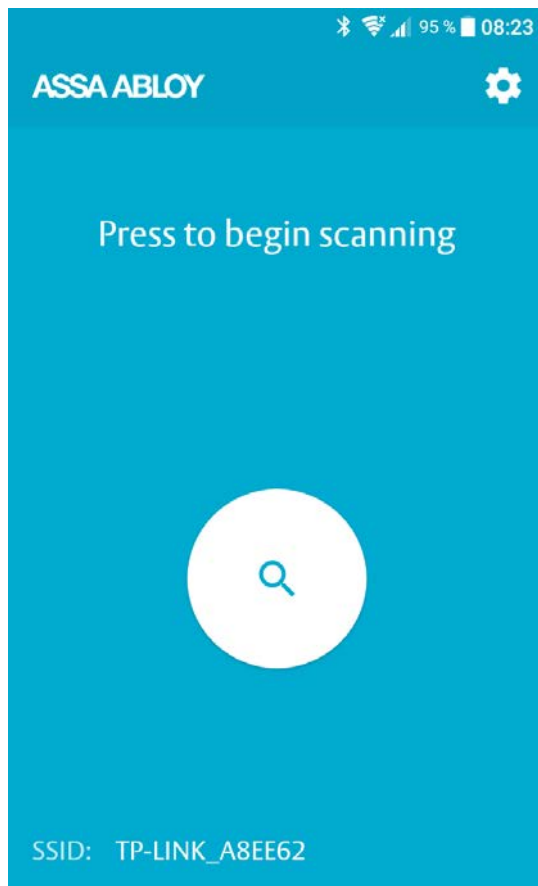 95 % 08:23
ASSA ABLOY
Press to begin scanning
SSID: TP-LINK_A8EE62